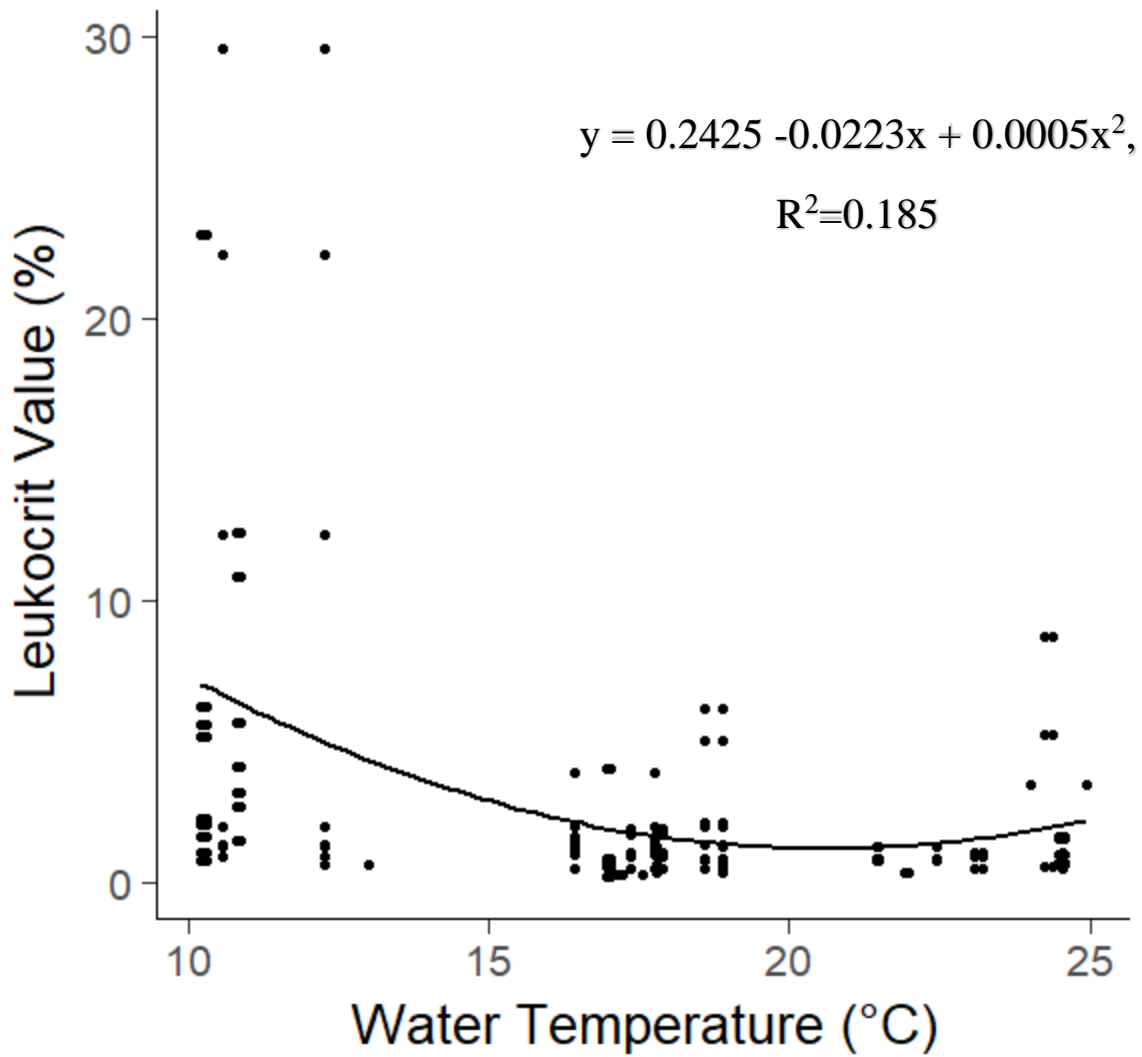 30
20
10
0
Leukocrit Value (%)
y = 0.2425 -0.0223x + 0.0005x²,
R²=0.185
10 15 20 25
Water Temperature (°C)